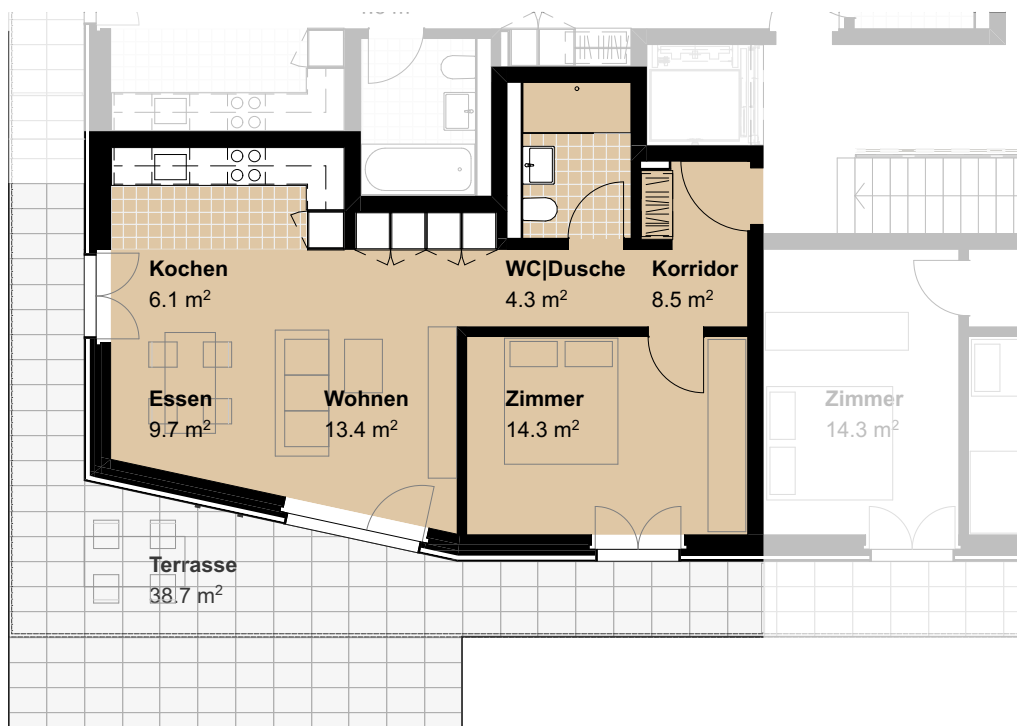 Kochen
6.1 m²
WC|Dusche
4.3 m²
Korridor
8.5 m²
Essen
9.7 m²
Wohnen
13.4 m²
Zimmer
14.3 m²
Zimmer
14.3 m²
Terrasse
38.7 m²